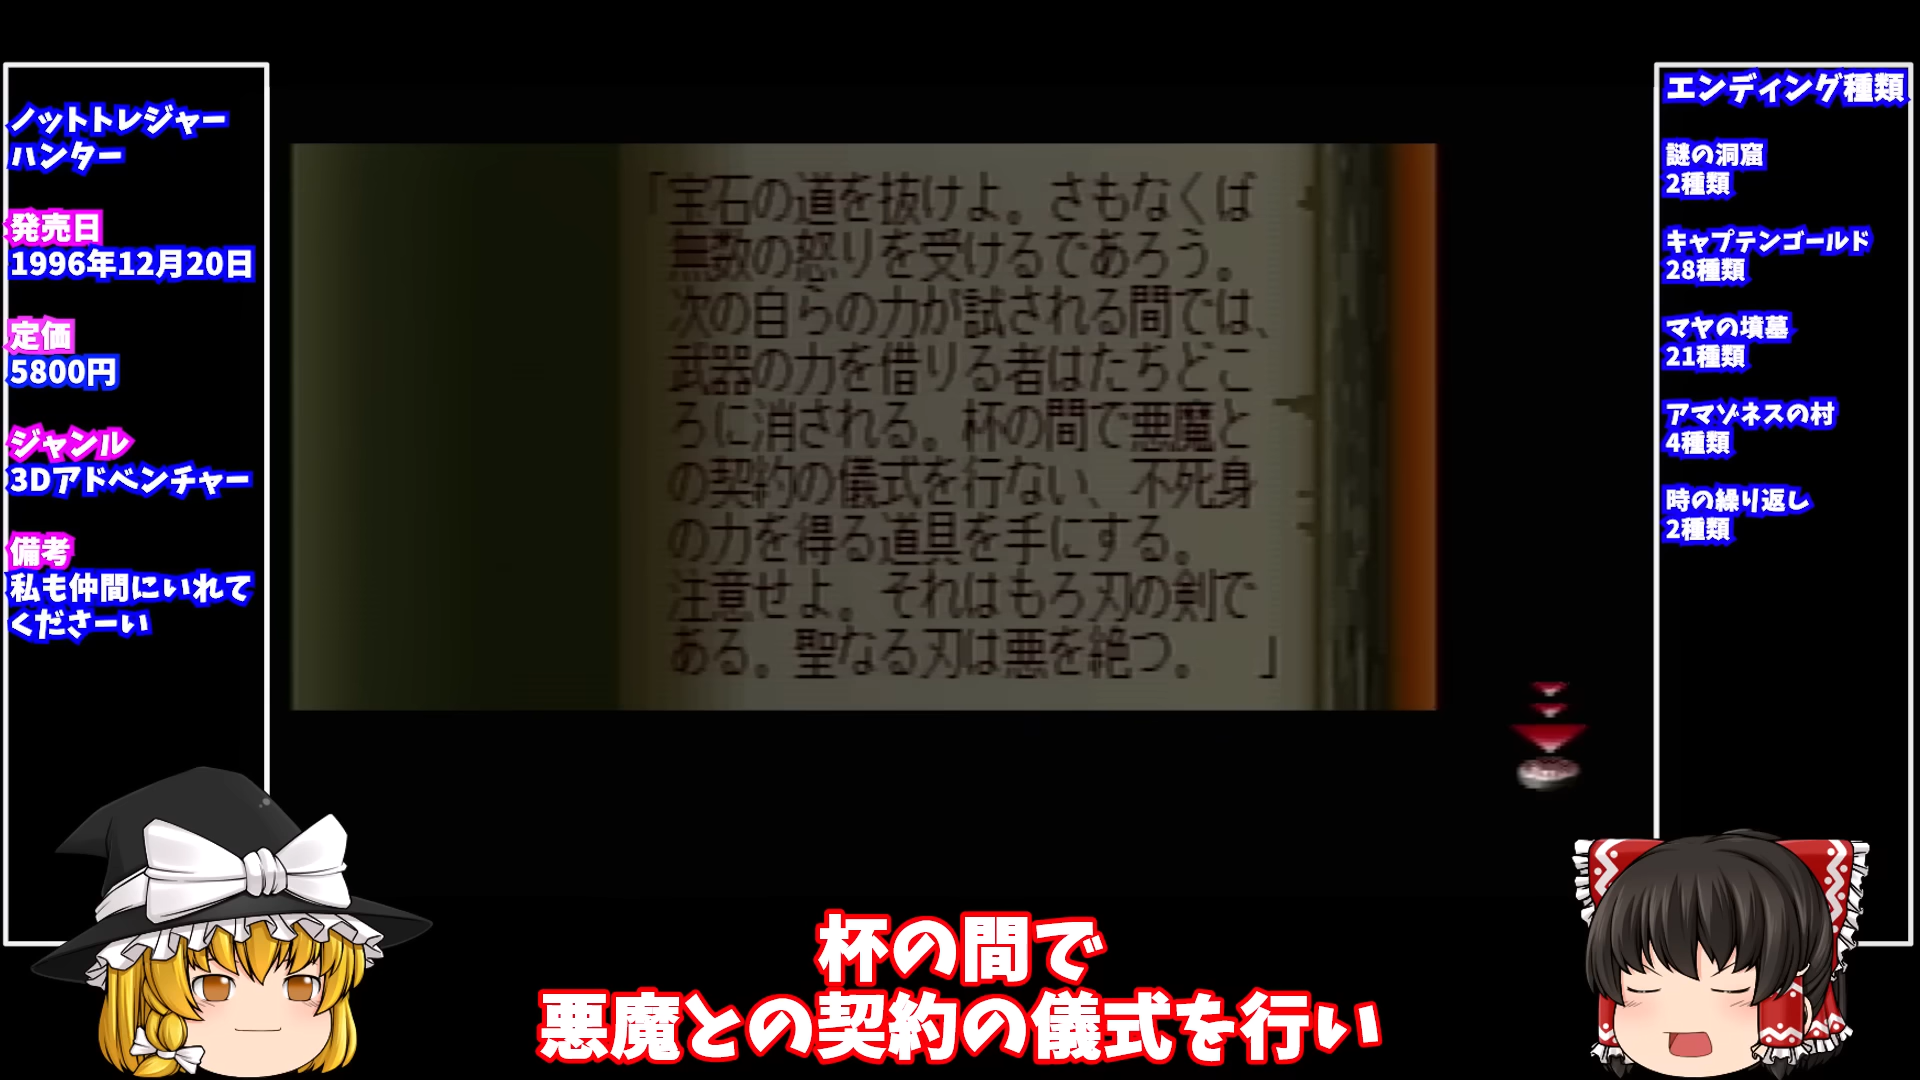 ノットトレジャー
ハンター
発売日
1996年12月20日
定価
5800円
ジャンル
3Dアドベンチャー
備考
私も仲間にいれて
くださーい
「宝石の道を抜けよ。さもなくば
無数の怒りを受けるであろう。
次の自らの力が試される間では、
武器の力を借りる者はたちどこ
ろに消される。杯の間で悪魔と
の契約の儀式を行ない、不死身
の力を得る道具を手にする。
注意せよ。それはもろ刃の剣で
ある。聖なる刃は悪を絶つ。　」
エンディング種類
謎の洞窟
2種類
キャプテンゴールド
28種類
マヤの墳墓
21種類
アマゾネスの村
4種類
時の繰り返し
2種類
杯の間で
悪魔との契約の儀式を行い